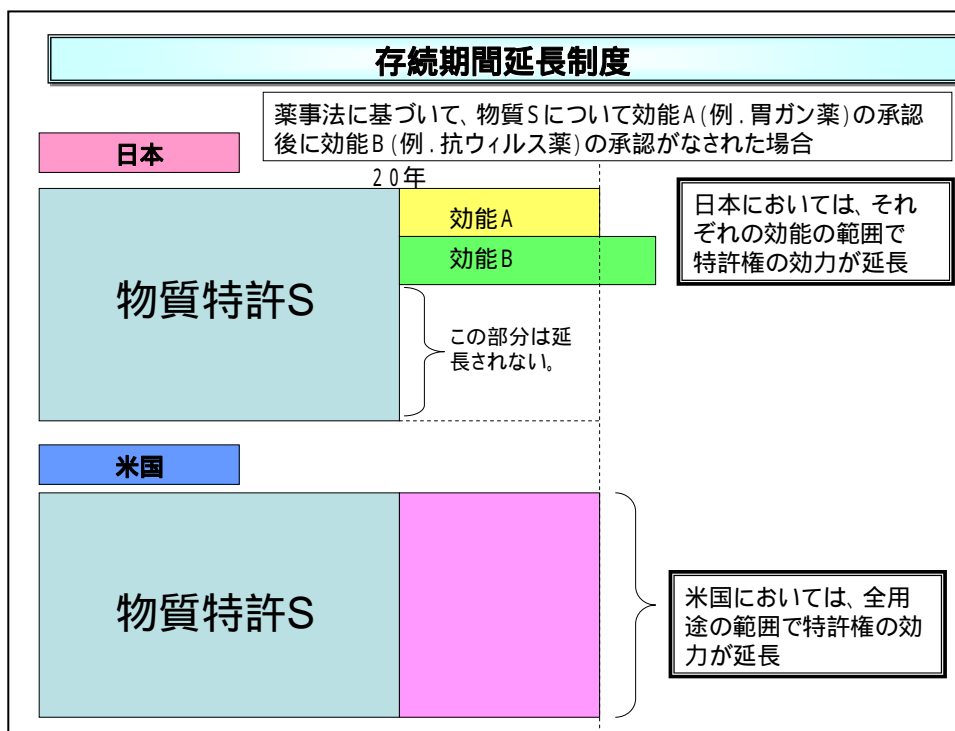 存続期間延長制度
薬事法に基づいて、物質Sについて効能A(例．胃ガン薬)の承認
後に効能B(例．抗ウィルス薬)の承認がなされた場合
日本
20年
効能A
効能B
物質特許S
この部分は延
長されない。
日本においては、それ
ぞれの効能の範囲で
特許権の効力が延長
米国
物質特許S
米国においては、全用
途の範囲で特許権の効
力が延長